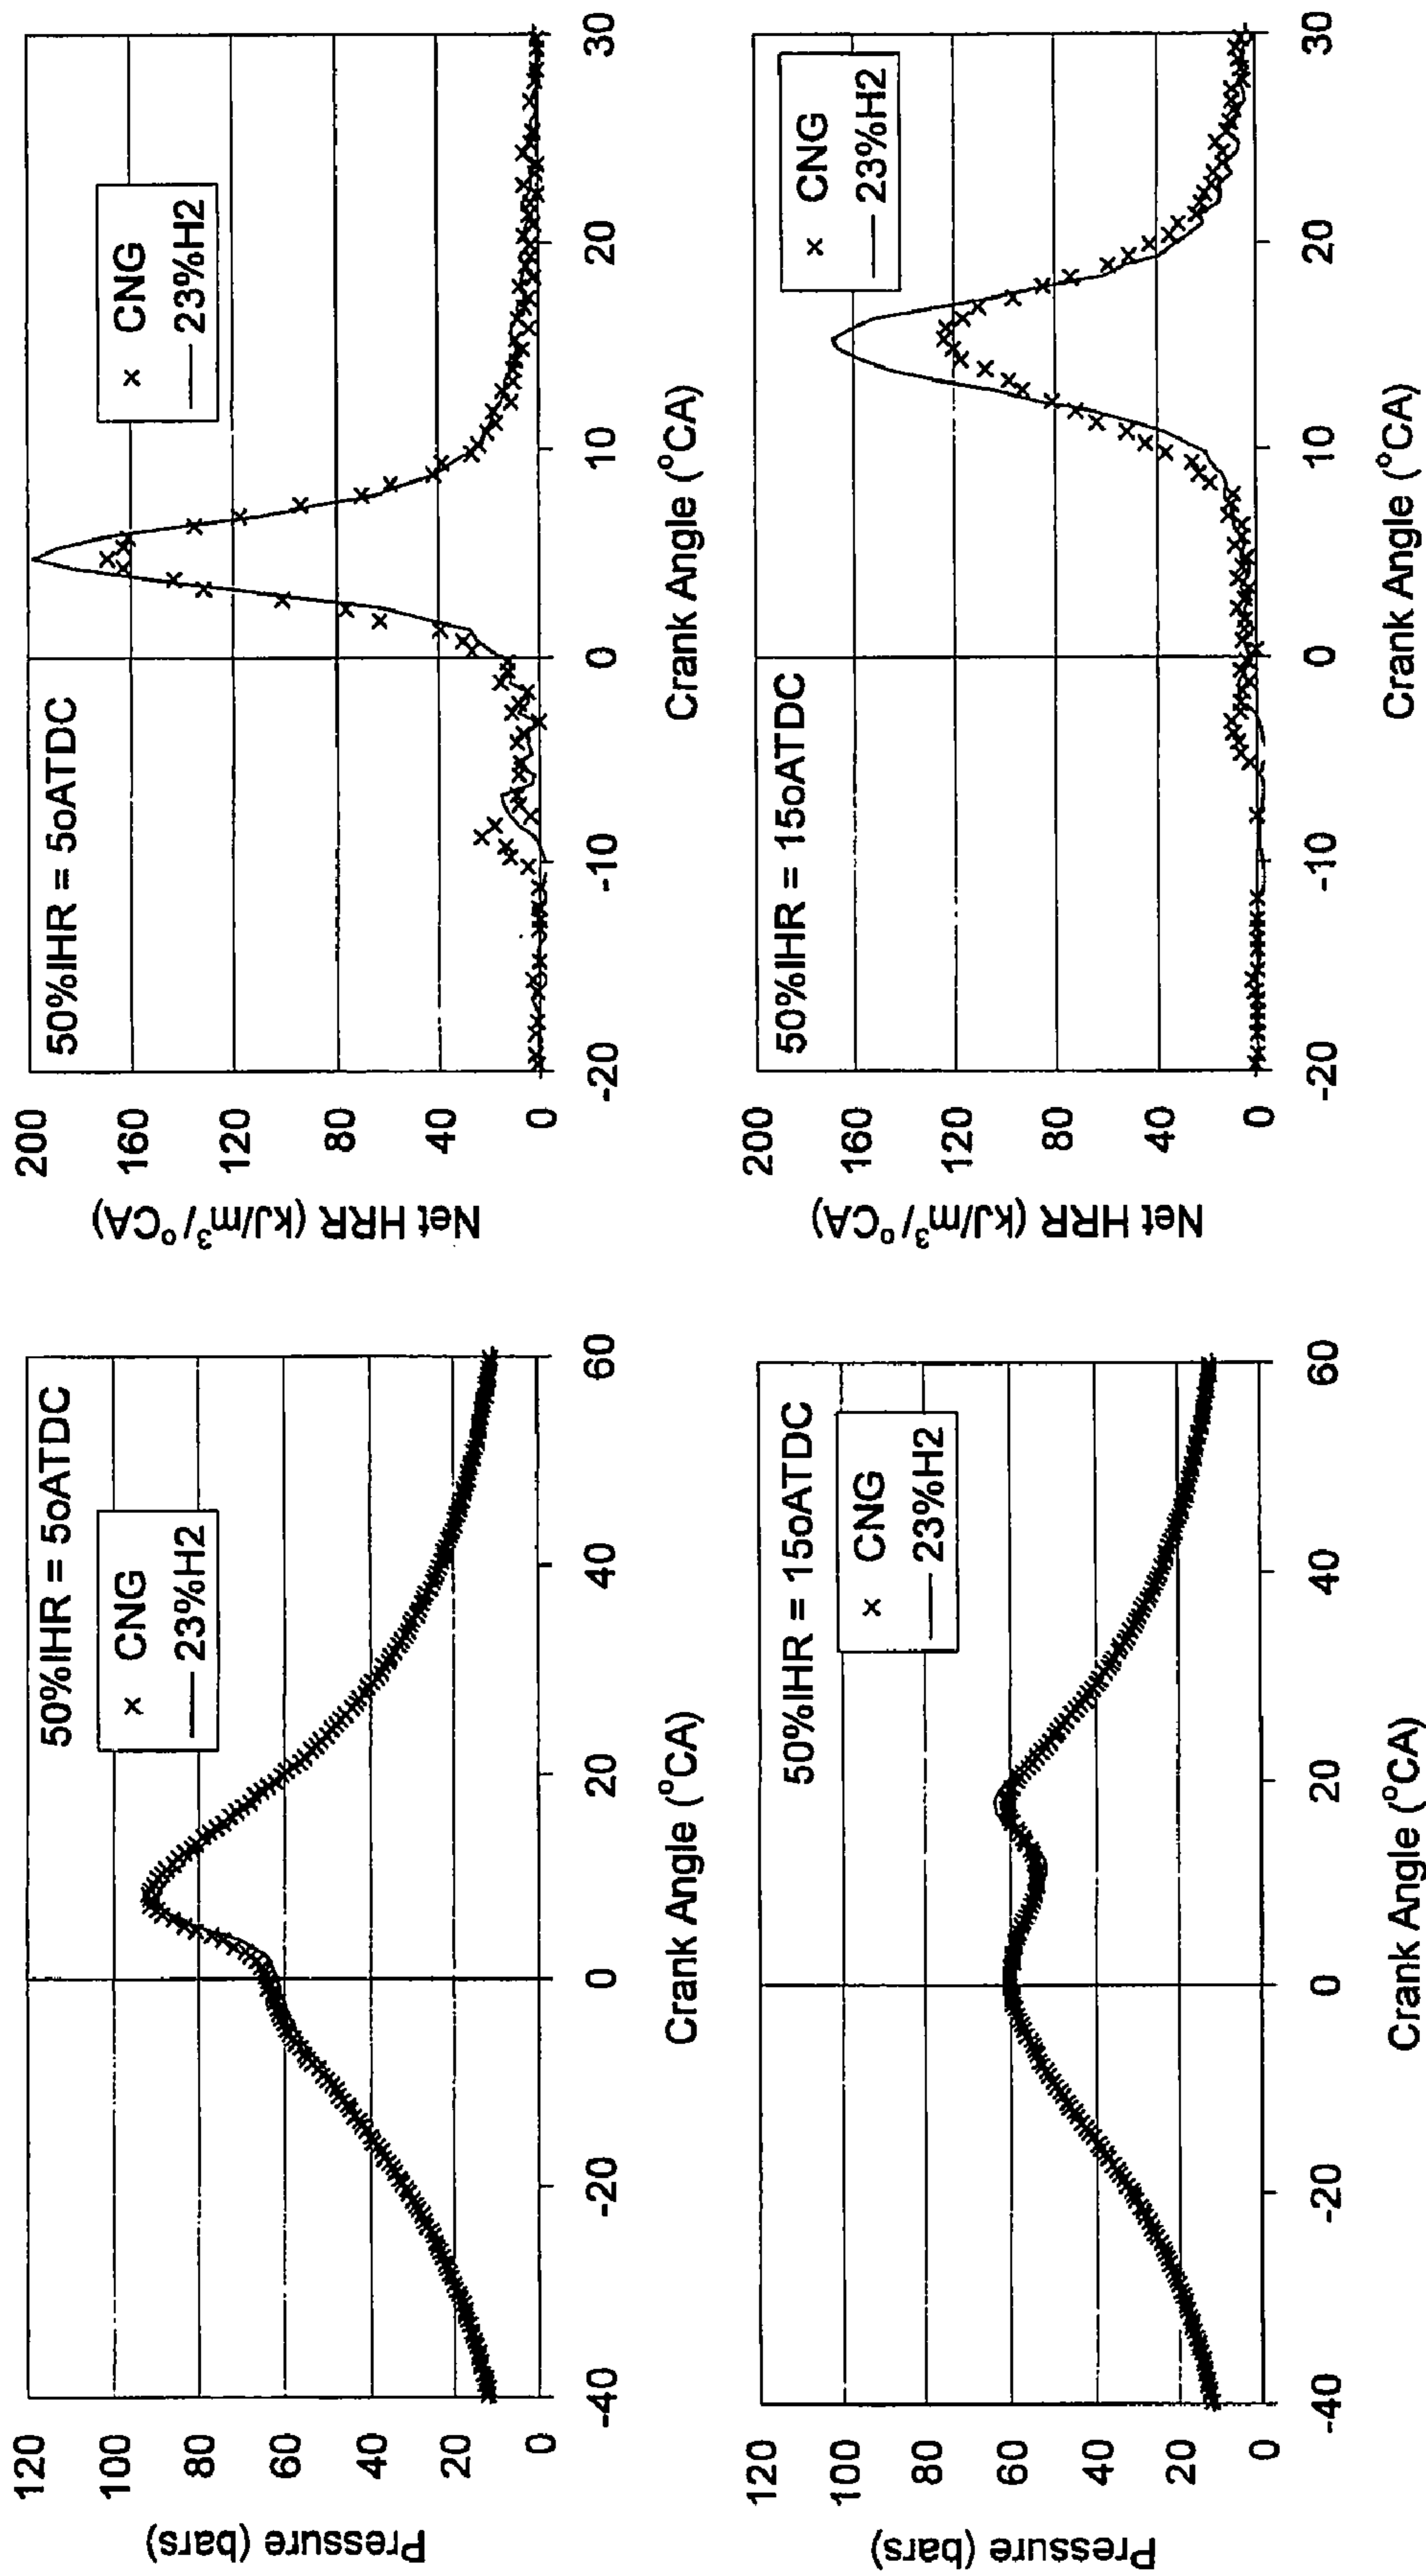 50%IHR = 5oATDC
× CNG
— 23%H2
Pressure (bars)
120
100
80
60
40
20
0
-40
-20
0
20
40
60
Crank Angle (°CA)
50%IHR = 5oATDC
× CNG
— 23%H2
Net HRR (kJ/m³/°CA)
200
160
120
80
40
0
-20
-10
0
10
20
30
Crank Angle (°CA)
50%IHR = 15oATDC
× CNG
— 23%H2
Pressure (bars)
120
100
80
60
40
20
0
-40
-20
0
20
40
60
Crank Angle (°CA)
50%IHR = 15oATDC
× CNG
— 23%H2
Net HRR (kJ/m³/°CA)
200
160
120
80
40
0
-20
-10
0
10
20
30
Crank Angle (°CA)